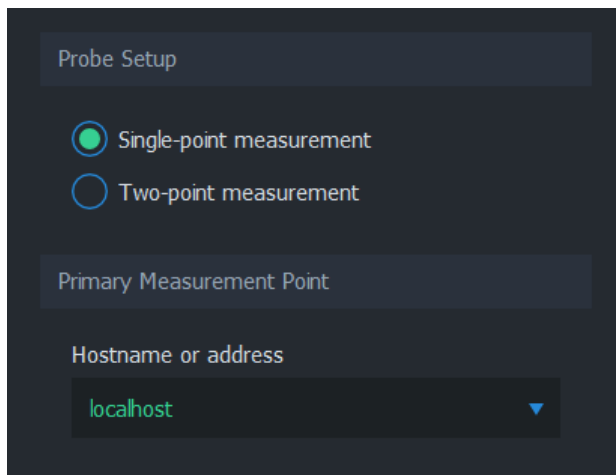 Probe Setup
Single-point measurement
Two-point measurement
Primary Measurement Point
Hostname or address
localhost